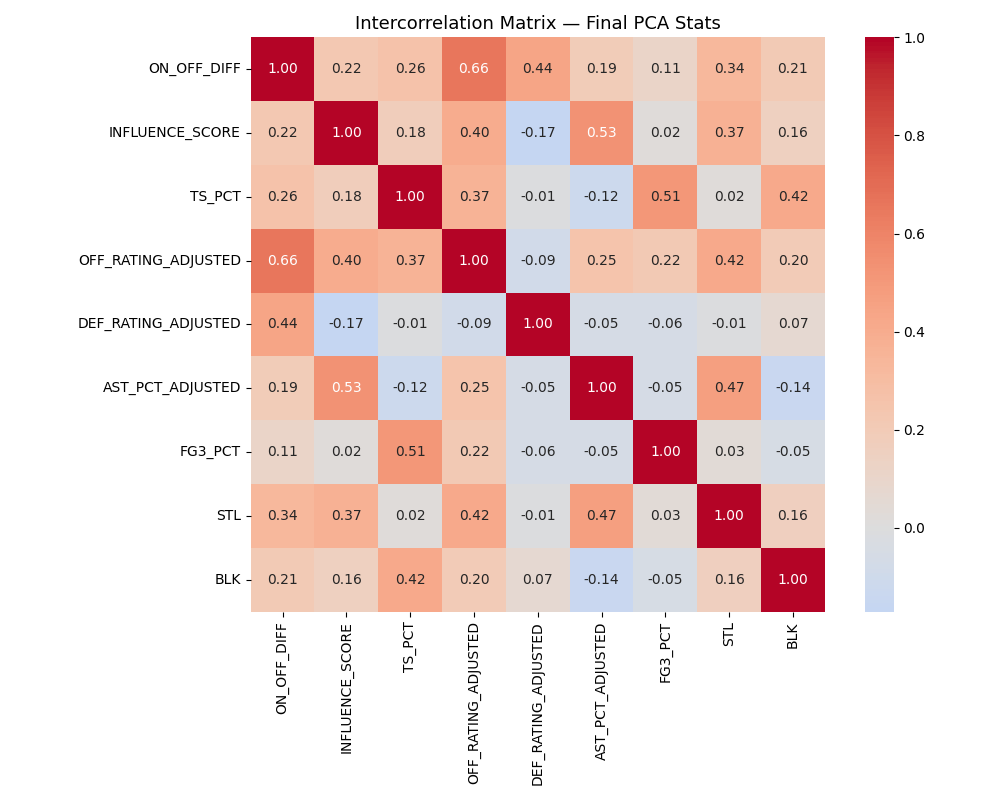 Intercorrelation Matrix — Final PCA Stats
ON_OFF_DIFF 1.00 0.22 0.26 0.66 0.44 0.19 0.11 0.34 0.21
INFLUENCE_SCORE 0.22 1.00 0.18 0.40 -0.17 0.53 0.02 0.37 0.16
TS_PCT 0.26 0.18 1.00 0.37 -0.01 -0.12 0.51 0.02 0.42
OFF_RATING_ADJUSTED 0.66 0.40 0.37 1.00 -0.09 0.25 0.22 0.42 0.20
DEF_RATING_ADJUSTED 0.44 -0.17 -0.01 -0.09 1.00 -0.05 -0.06 -0.01 0.07
AST_PCT_ADJUSTED 0.19 0.53 -0.12 0.25 -0.05 1.00 -0.05 0.47 -0.14
FG3_PCT 0.11 0.02 0.51 0.22 -0.06 -0.05 1.00 0.03 -0.05
STL 0.34 0.37 0.02 0.42 -0.01 0.47 0.03 1.00 0.16
BLK 0.21 0.16 0.42 0.20 0.07 -0.14 -0.05 0.16 1.00
ON_OFF_DIFF
INFLUENCE_SCORE
TS_PCT
OFF_RATING_ADJUSTED
DEF_RATING_ADJUSTED
AST_PCT_ADJUSTED
FG3_PCT
STL
BLK
1.0
0.8
0.6
0.4
0.2
0.0